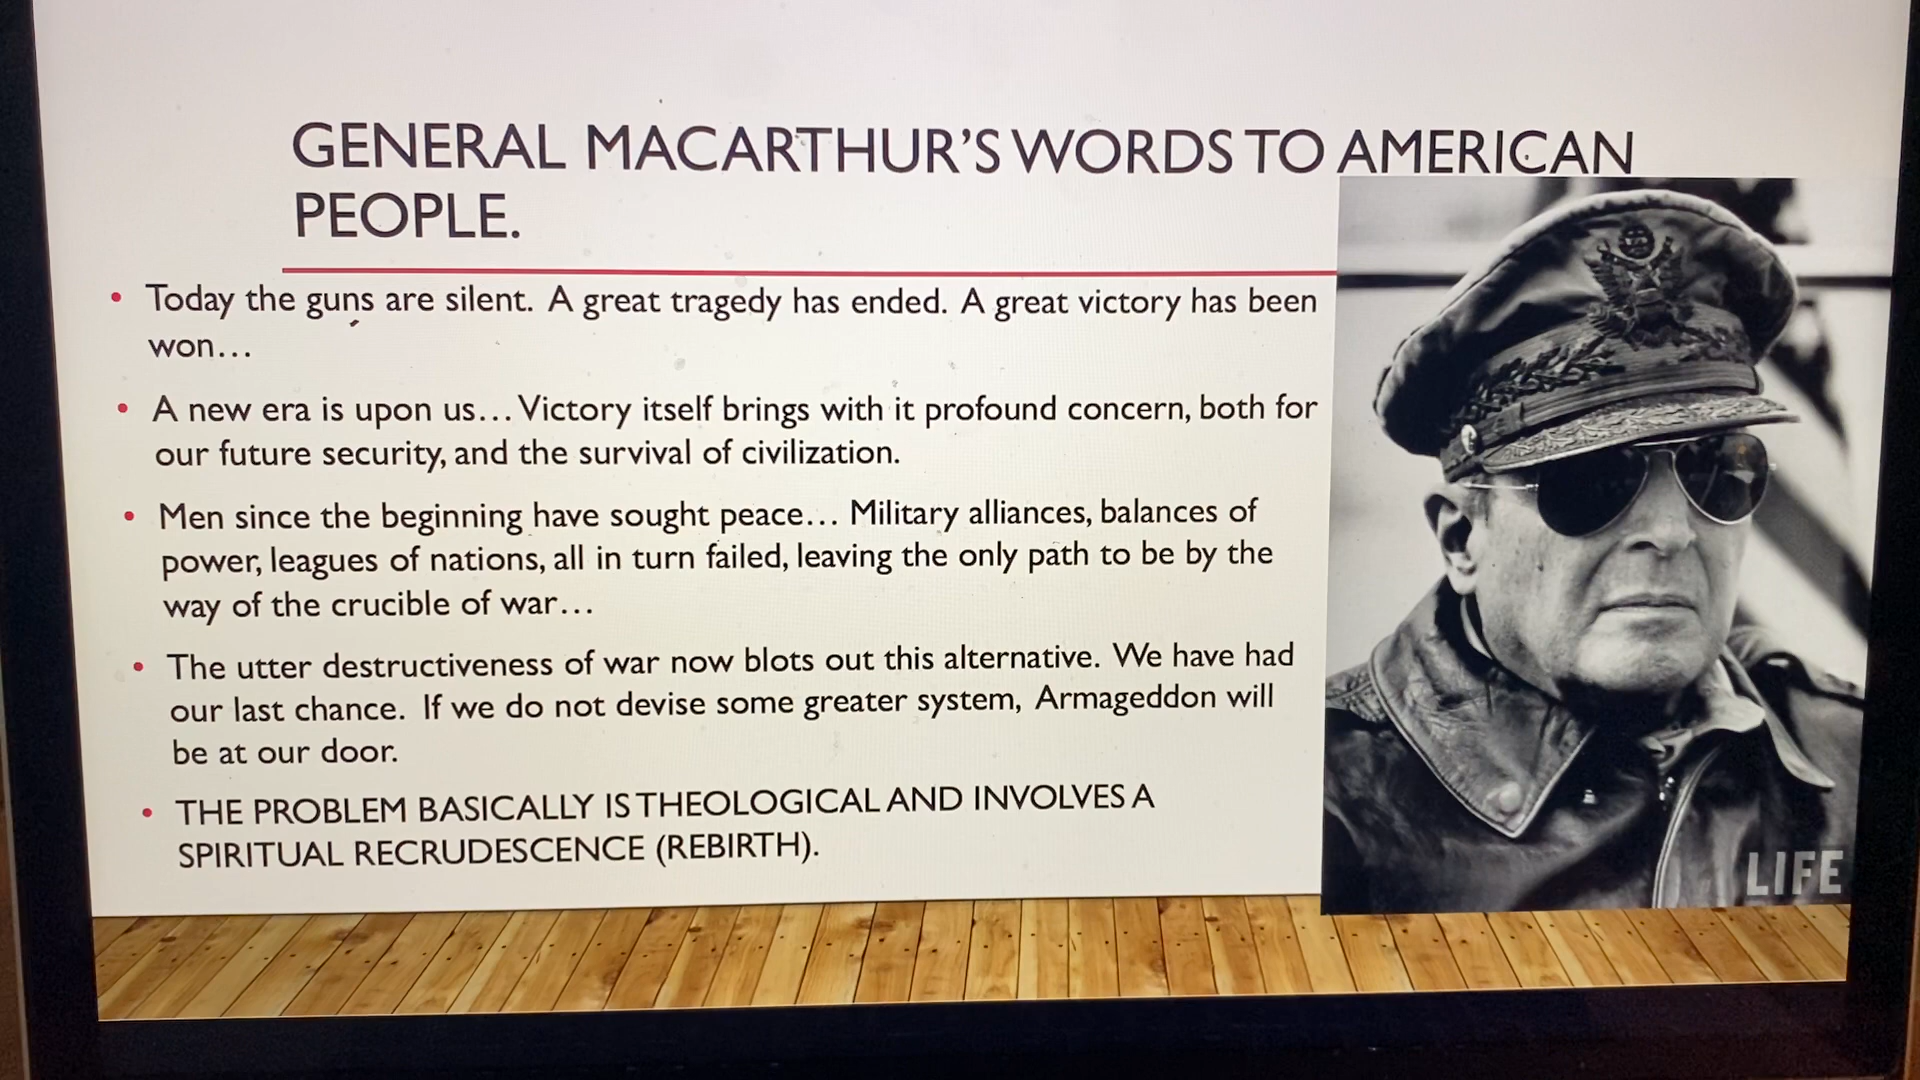 GENERAL MACARTHUR'S WORDS TO AMERICAN
PEOPLE.
• Today the guns are silent. A great tragedy has ended. A great victory has been
won...
• A new era is upon us... Victory itself brings with it profound concern, both for
our future security, and the survival of civilization.
• Men since the beginning have sought peace... Military alliances, balances of
power, leagues of nations, all in turn failed, leaving the only path to be by the
way of the crucible of war...
• The utter destructiveness of war now blots out this alternative. We have had
our last chance. If we do not devise some greater system, Armageddon will
be at our door.
• THE PROBLEM BASICALLY IS THEOLOGICAL AND INVOLVES A
SPIRITUAL RECRUDESCENCE (REBIRTH).
LIFE